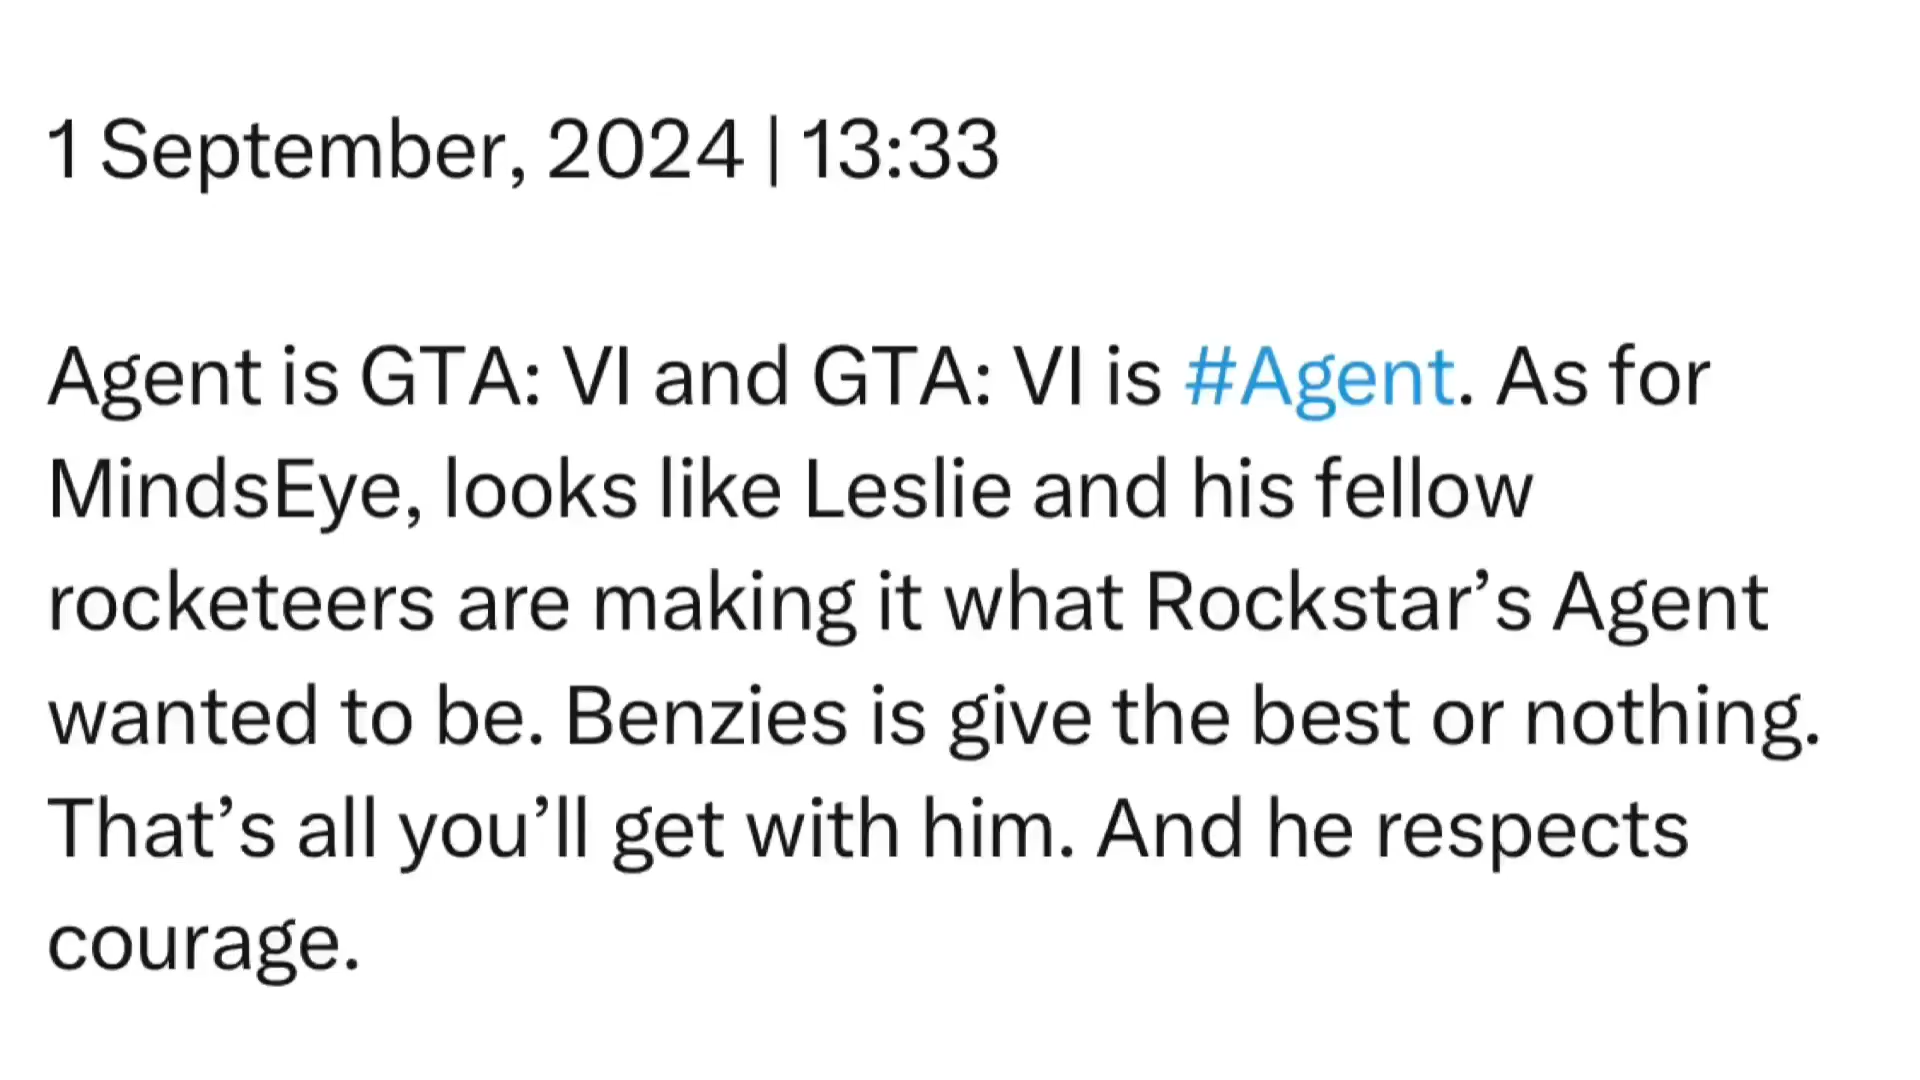 1 September, 2024 | 13:33
Agent is GTA: VI and GTA: VI is #Agent. As for
MindsEye, looks like Leslie and his fellow
rocketeers are making it what Rockstar’s Agent
wanted to be. Benzies is give the best or nothing.
That’s all you’ll get with him. And he respects
courage.